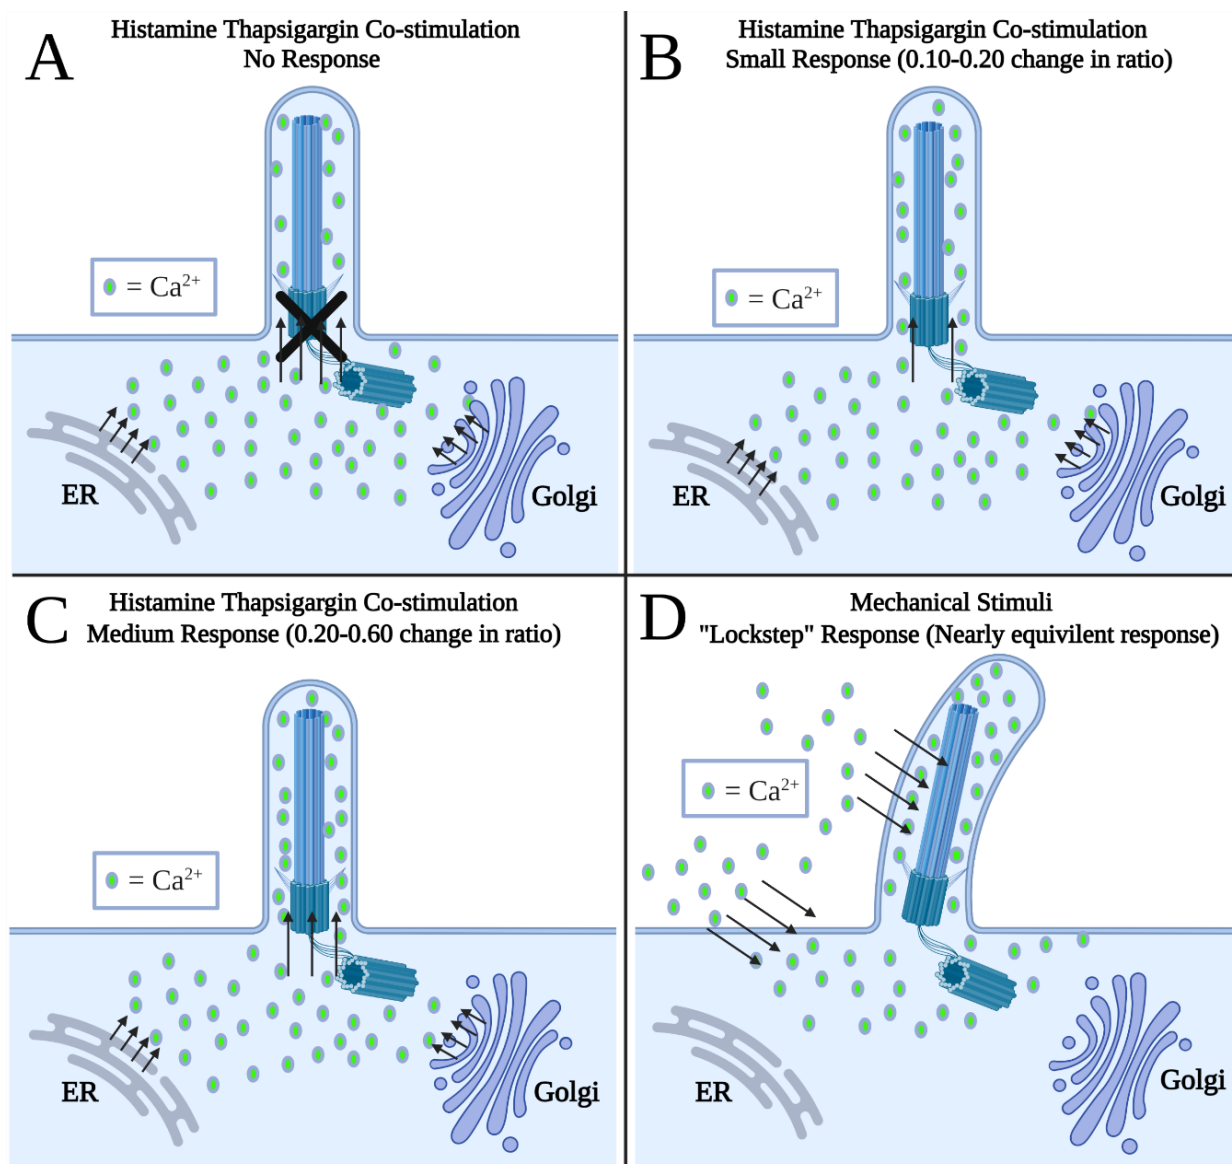 A
Histamine Thapsigargin Co-stimulation
No Response
= Ca²⁺
ER
Golgi
B
Histamine Thapsigargin Co-stimulation
Small Response (0.10-0.20 change in ratio)
= Ca²⁺
ER
Golgi
C
Histamine Thapsigargin Co-stimulation
Medium Response (0.20-0.60 change in ratio)
= Ca²⁺
ER
Golgi
D
Mechanical Stimuli
"Lockstep" Response (Nearly equivilent response)
= Ca²⁺
ER
Golgi